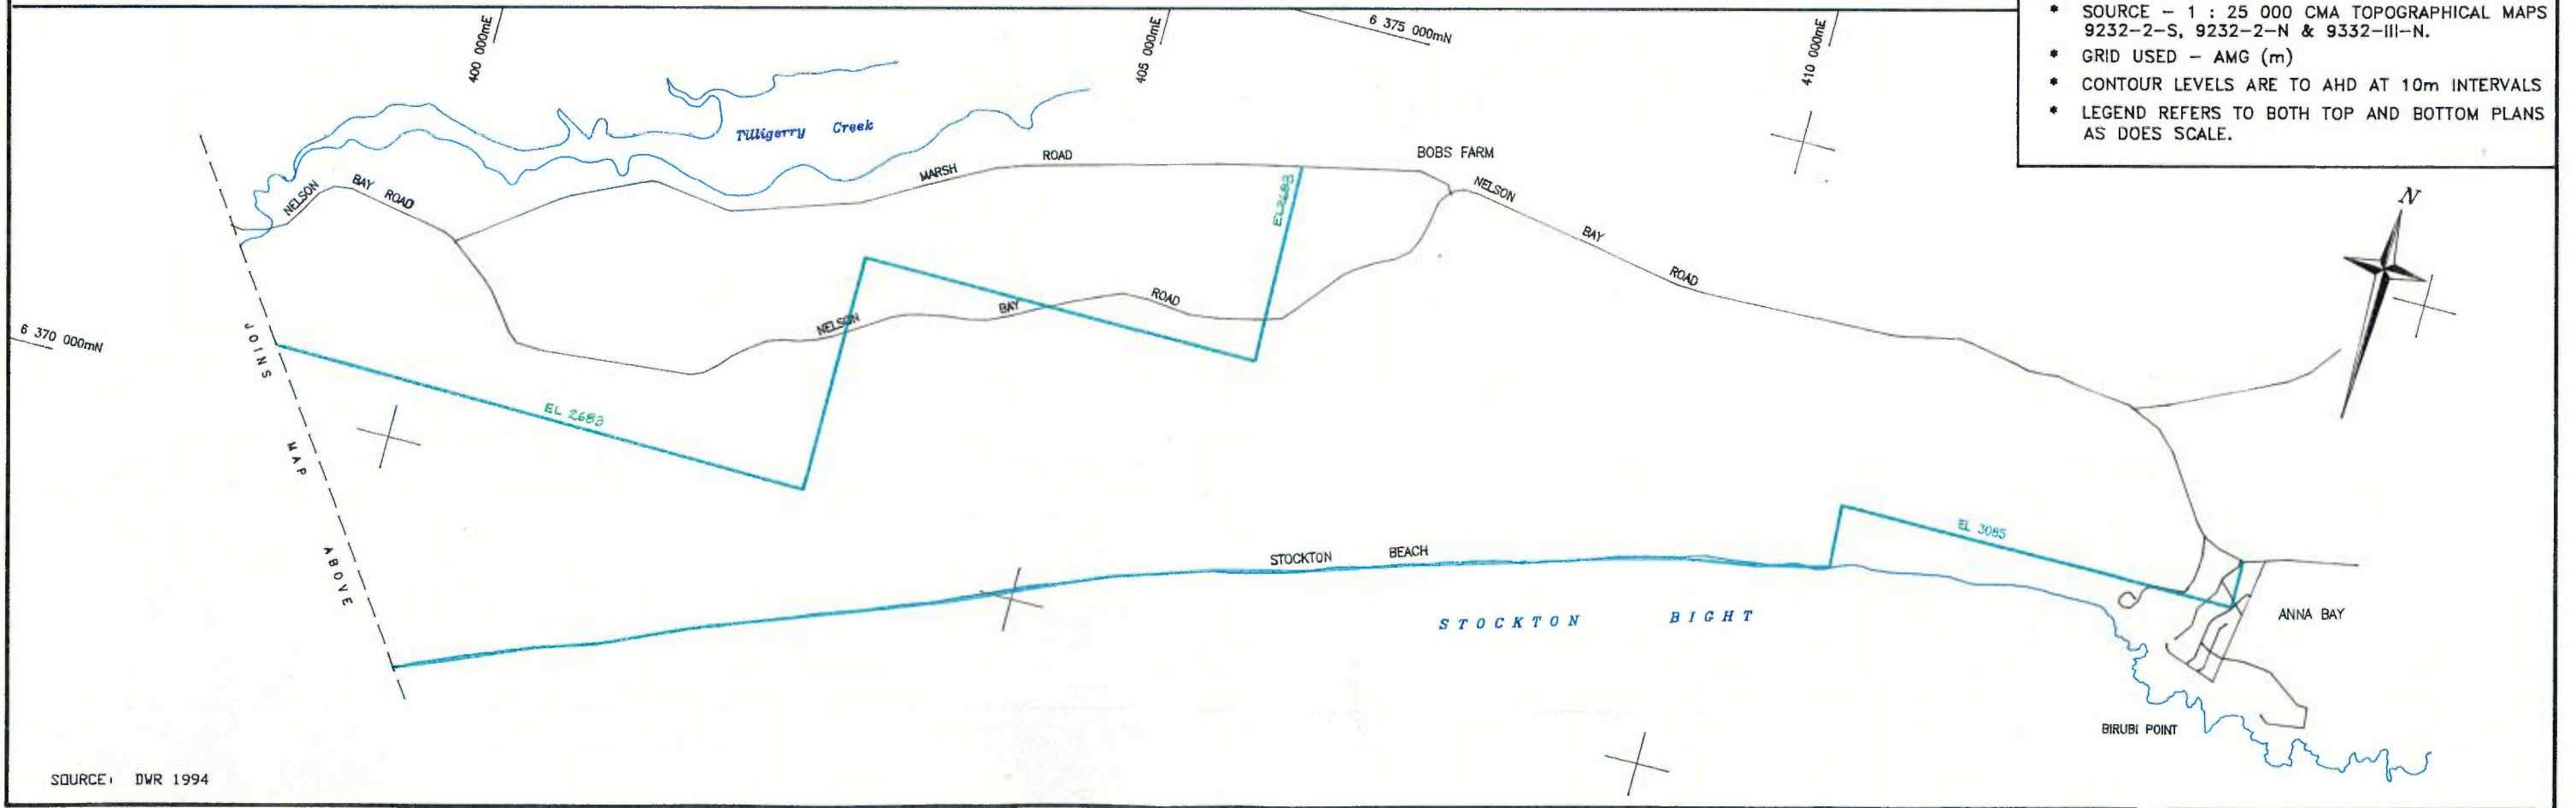 * SOURCE – 1 : 25 000 CMA TOPOGRAPHICAL MAPS
9232-2-S, 9232-2-N & 9332-III-N.
* GRID USED – AMG (m)
* CONTOUR LEVELS ARE TO AHD AT 10m INTERVALS
* LEGEND REFERS TO BOTH TOP AND BOTTOM PLANS
AS DOES SCALE.
400 000mE
405 000mE
6 375 000mN
410 000mE
Tilligerry Creek
NELSON BAY ROAD
MARSH ROAD
BOBS FARM
NELSON BAY ROAD
EL2683
N
6 370 000mN
JOINS MAP ABOVE
NELSON BAY ROAD
EL 2683
EL 3085
STOCKTON BEACH
STOCKTON BIGHT
ANNA BAY
BIRUBI POINT
SOURCE: DWR 1994